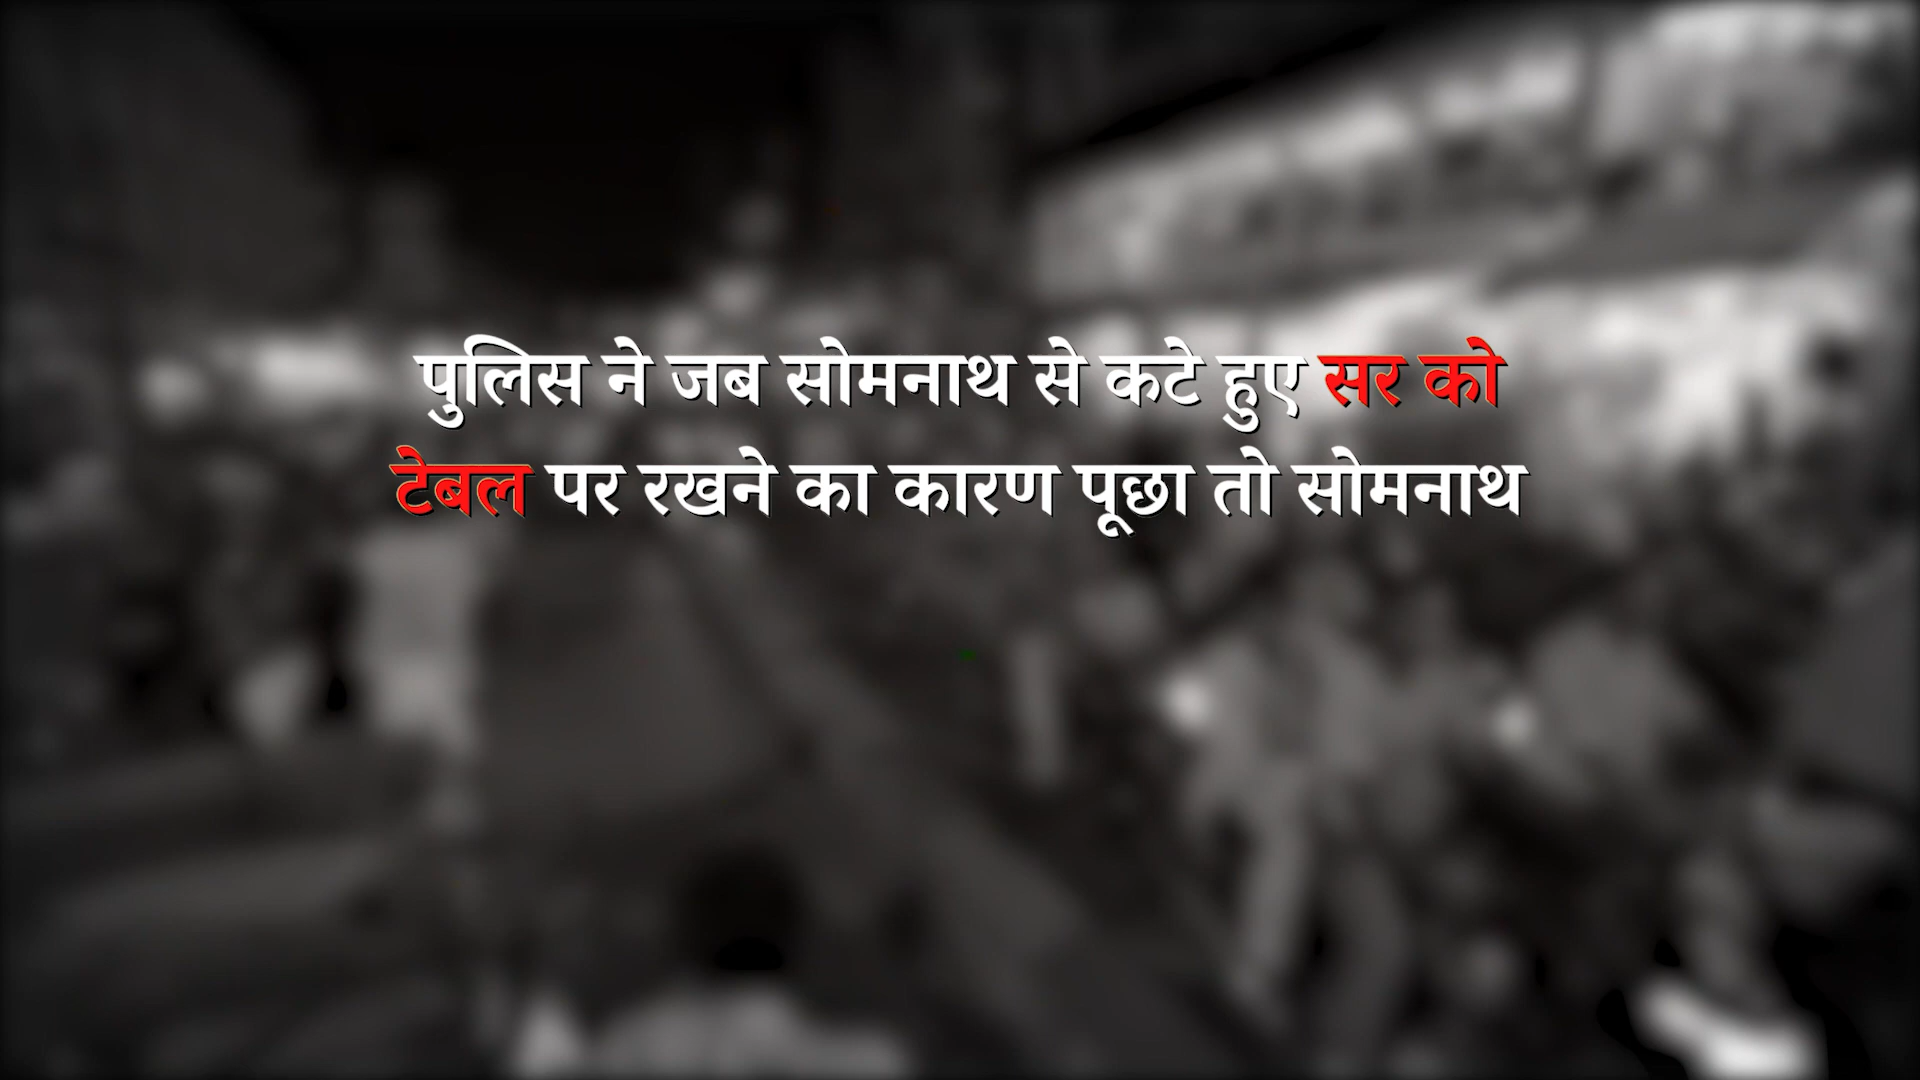 पुलिस ने जब सोमनाथ से कटे हुए सर को
टेबल पर रखने का कारण पूछा तो सोमनाथ